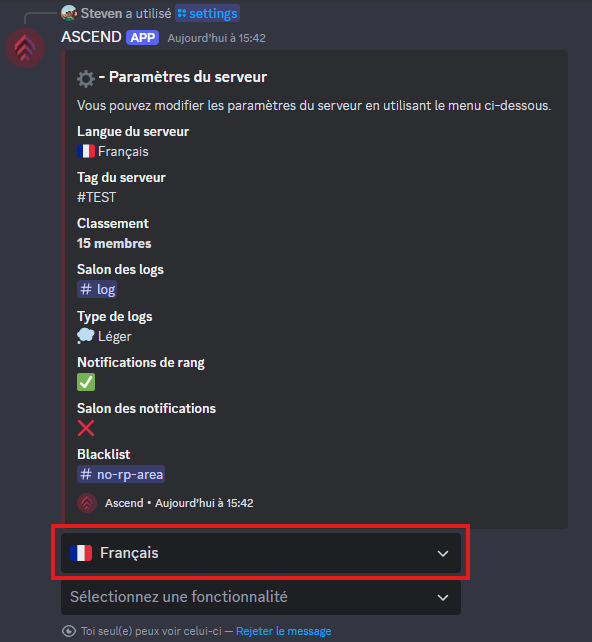 Steven a utilisé settings
ASCEND APP Aujourd'hui à 15:42
- Paramètres du serveur
Vous pouvez modifier les paramètres du serveur en utilisant le menu ci-dessous.
Langue du serveur
Français
Tag du serveur
#TEST
Classement
15 membres
Salon des logs
# log
Type de logs
Léger
Notifications de rang
Salon des notifications
Blacklist
# no-rp-area
Ascend • Aujourd'hui à 15:42
Français
Sélectionnez une fonctionnalité
Toi seul(e) peux voir celui-ci — Rejeter le message